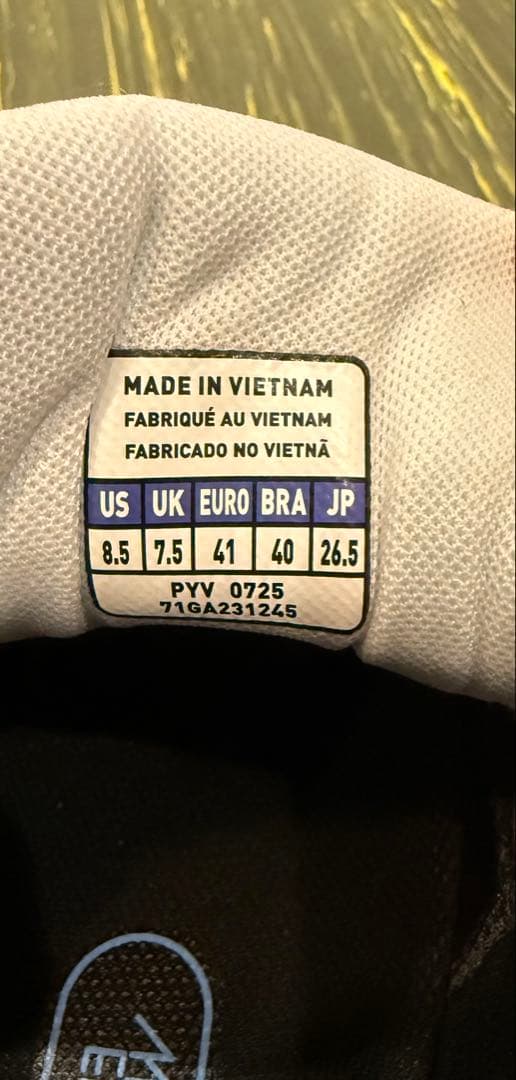 MADE IN VIETNAM
FABRIQUÉ AU VIETNAM
FABRICADO NO VIETNÃ
US UK EURO BRA JP
8.5 7.5 41 40 26.5
PYV 0725
71GA231245